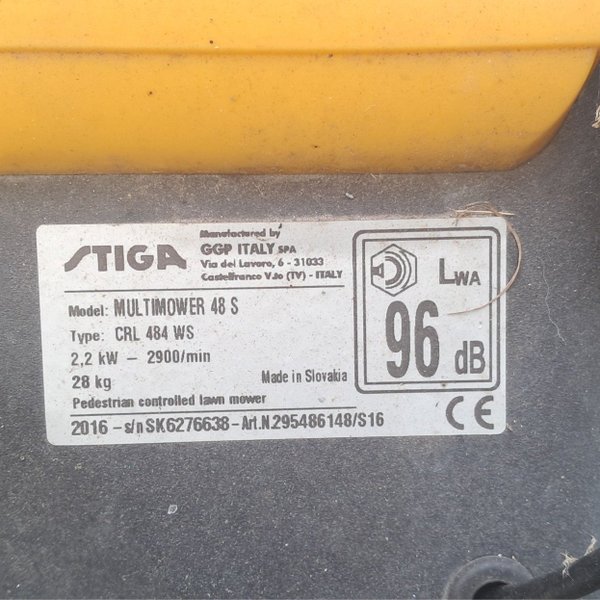 STIGA
Manufactured by
GGP ITALY SPA
Via del Lavoro, 6 - 31033
Castelfranco V.to (TV) - ITALY
Model: MULTIMOWER 48 S
Type: CRL 484 WS
2,2 kW - 2900/min
28 kg
Made in Slovakia
Pedestrian controlled lawn mower
2016 - s/n SK6276638 - Art.N.295486148/S16
LWA
96 dB
CE